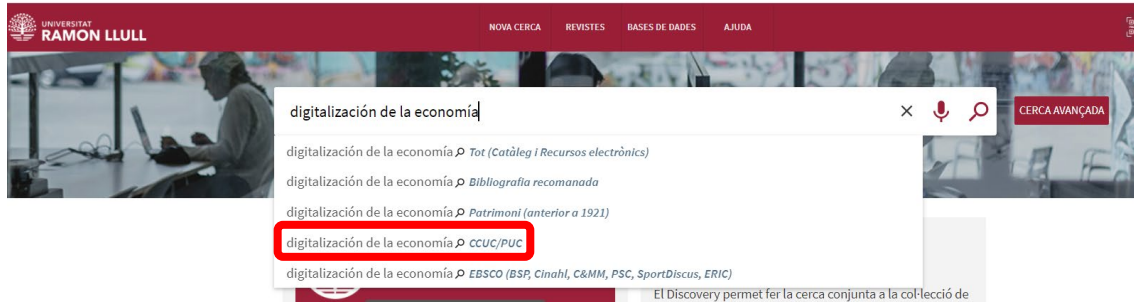 UNIVERSITAT
RAMON LLULL
NOVA CERCA REVISTES BASES DE DADES AJUDA
digitalización de la economía
CERCA AVANÇADA
digitalización de la economía Tot (Catàleg i Recursos electrònics)
digitalización de la economía Bibliografia recomanada
digitalización de la economía Patrimoni (anterior a 1921)
digitalización de la economía CCUC/PUC
digitalización de la economía EBSCO (BSP, Cinahl, C&MM, PSC, SportDiscus, ERIC)
El Discovery permet fer la cerca conjunta a la col·lecció de